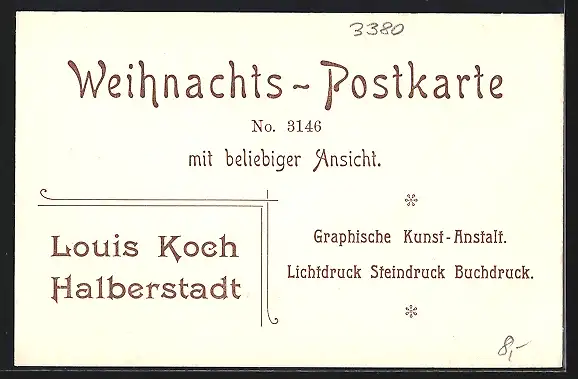 3380
Weihnachts-Postkarte
No. 3146
mit beliebiger Ansicht.
Louis Koch
Halberstadt
Graphische Kunst-Anstalt.
Lichtdruck Steindruck Buchdruck.
8,-